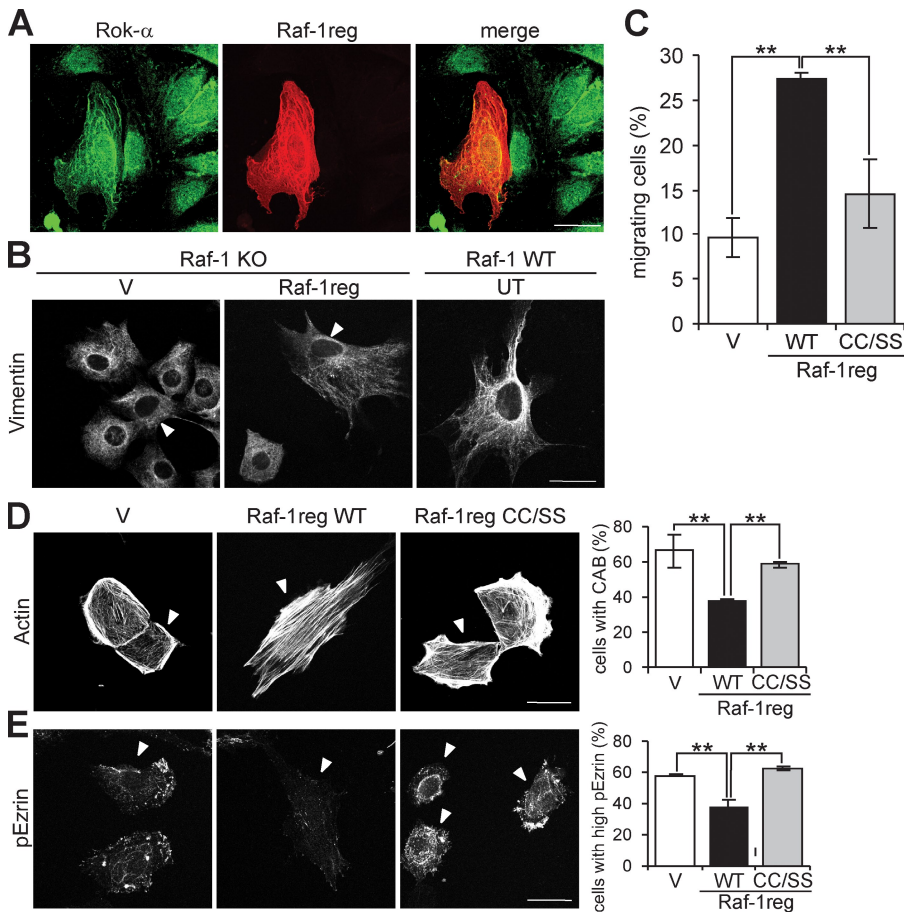 A
Rok-α Raf-1reg merge
B
Raf-1 KO Raf-1 WT
V Raf-1reg UT
Vimentin
C
migrating cells (%)
30
25
20
15
10
5
0
** **
V WT CC/SS
Raf-1reg
D
V Raf-1reg WT Raf-1reg CC/SS
Actin
cells with CAB (%)
80
60
40
20
0
** **
V WT CC/SS
Raf-1reg
E
pEzrin
cells with high pEzrin (%)
80
60
40
20
0
** **
V WT CC/SS
Raf-1reg